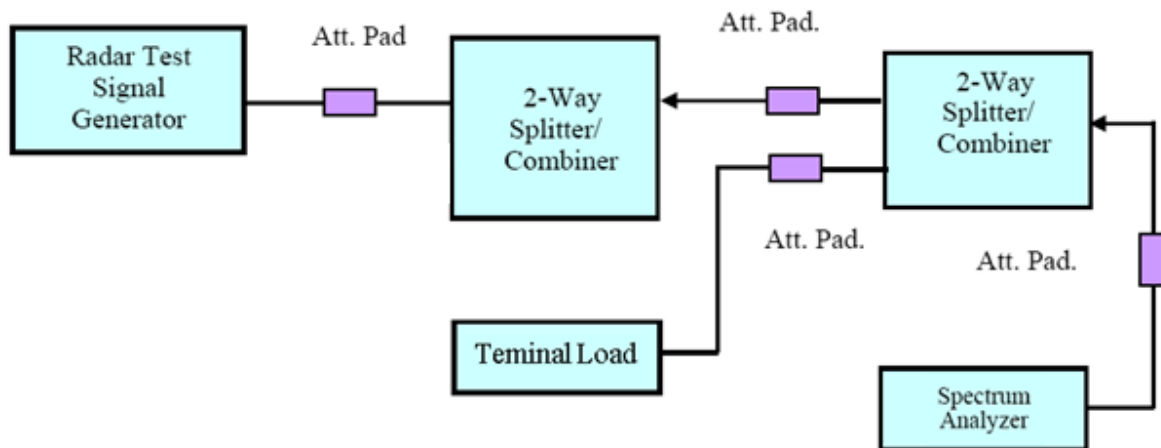 Radar Test
Signal
Generator
Att. Pad
2-Way
Splitter/
Combiner
Att. Pad.
2-Way
Splitter/
Combiner
Att. Pad.
Att. Pad.
Teminal Load
Spectrum
Analyzer